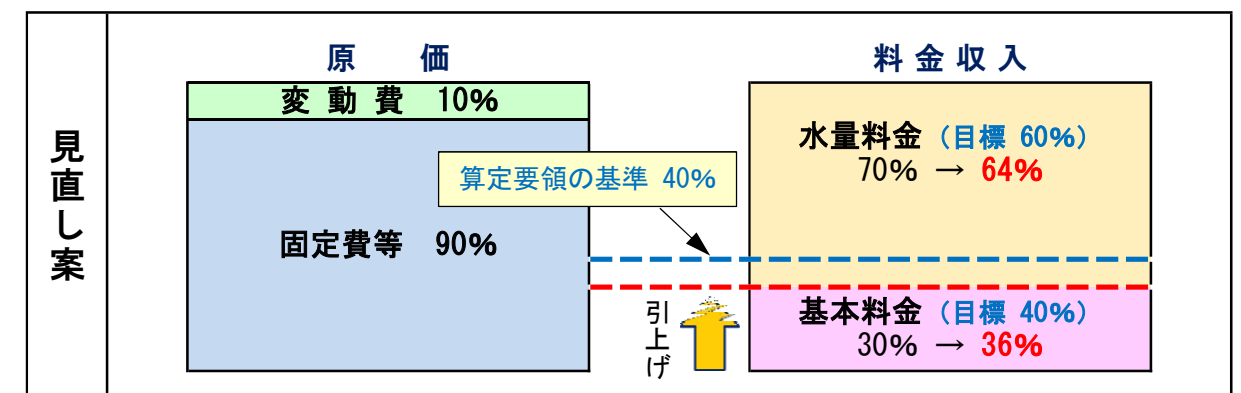 見直し案
原　価
変動費 10%
固定費等 90%
算定要領の基準 40%
引上げ
料金収入
水量料金（目標 60%）
70% → 64%
基本料金（目標 40%）
30% → 36%